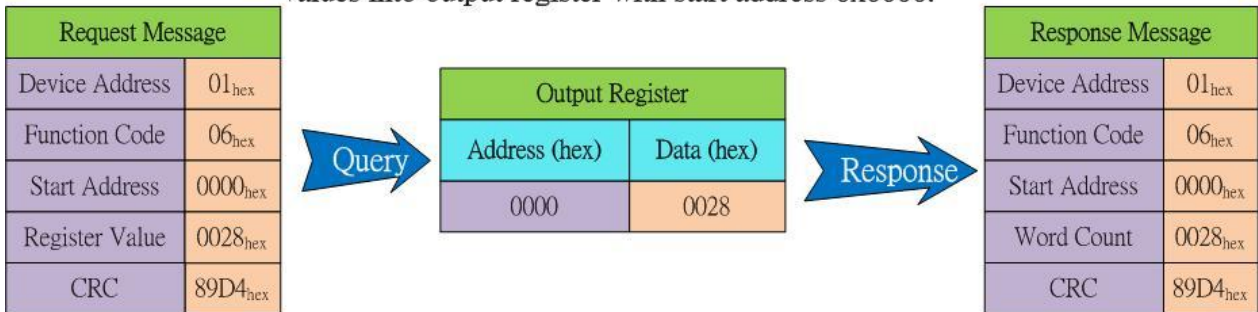 Request Message
Device Address 01hex
Function Code 06hex
Start Address 0000hex
Register Value 0028hex
CRC 89D4hex
Query
Output Register
Address (hex) Data (hex)
0000 0028
Response
Response Message
Device Address 01hex
Function Code 06hex
Start Address 0000hex
Word Count 0028hex
CRC 89D4hex